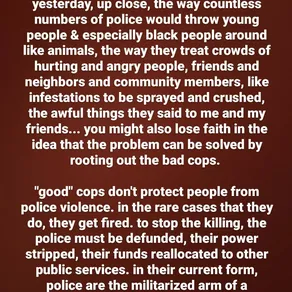 yesterday, up close, the way countless
numbers of police would throw young
people & especially black people around
like animals, the way they treat crowds of
hurting and angry people, friends and
neighbors and community members, like
infestations to be sprayed and crushed,
the awful things they said to me and my
friends... you might also lose faith in the
idea that the problem can be solved by
rooting out the bad cops.
"good" cops don't protect people from
police violence. in the rare cases that they
do, they get fired. to stop the killing, the
police must be defunded, their power
stripped, their funds reallocated to other
public services. in their current form,
police are the militarized arm of a